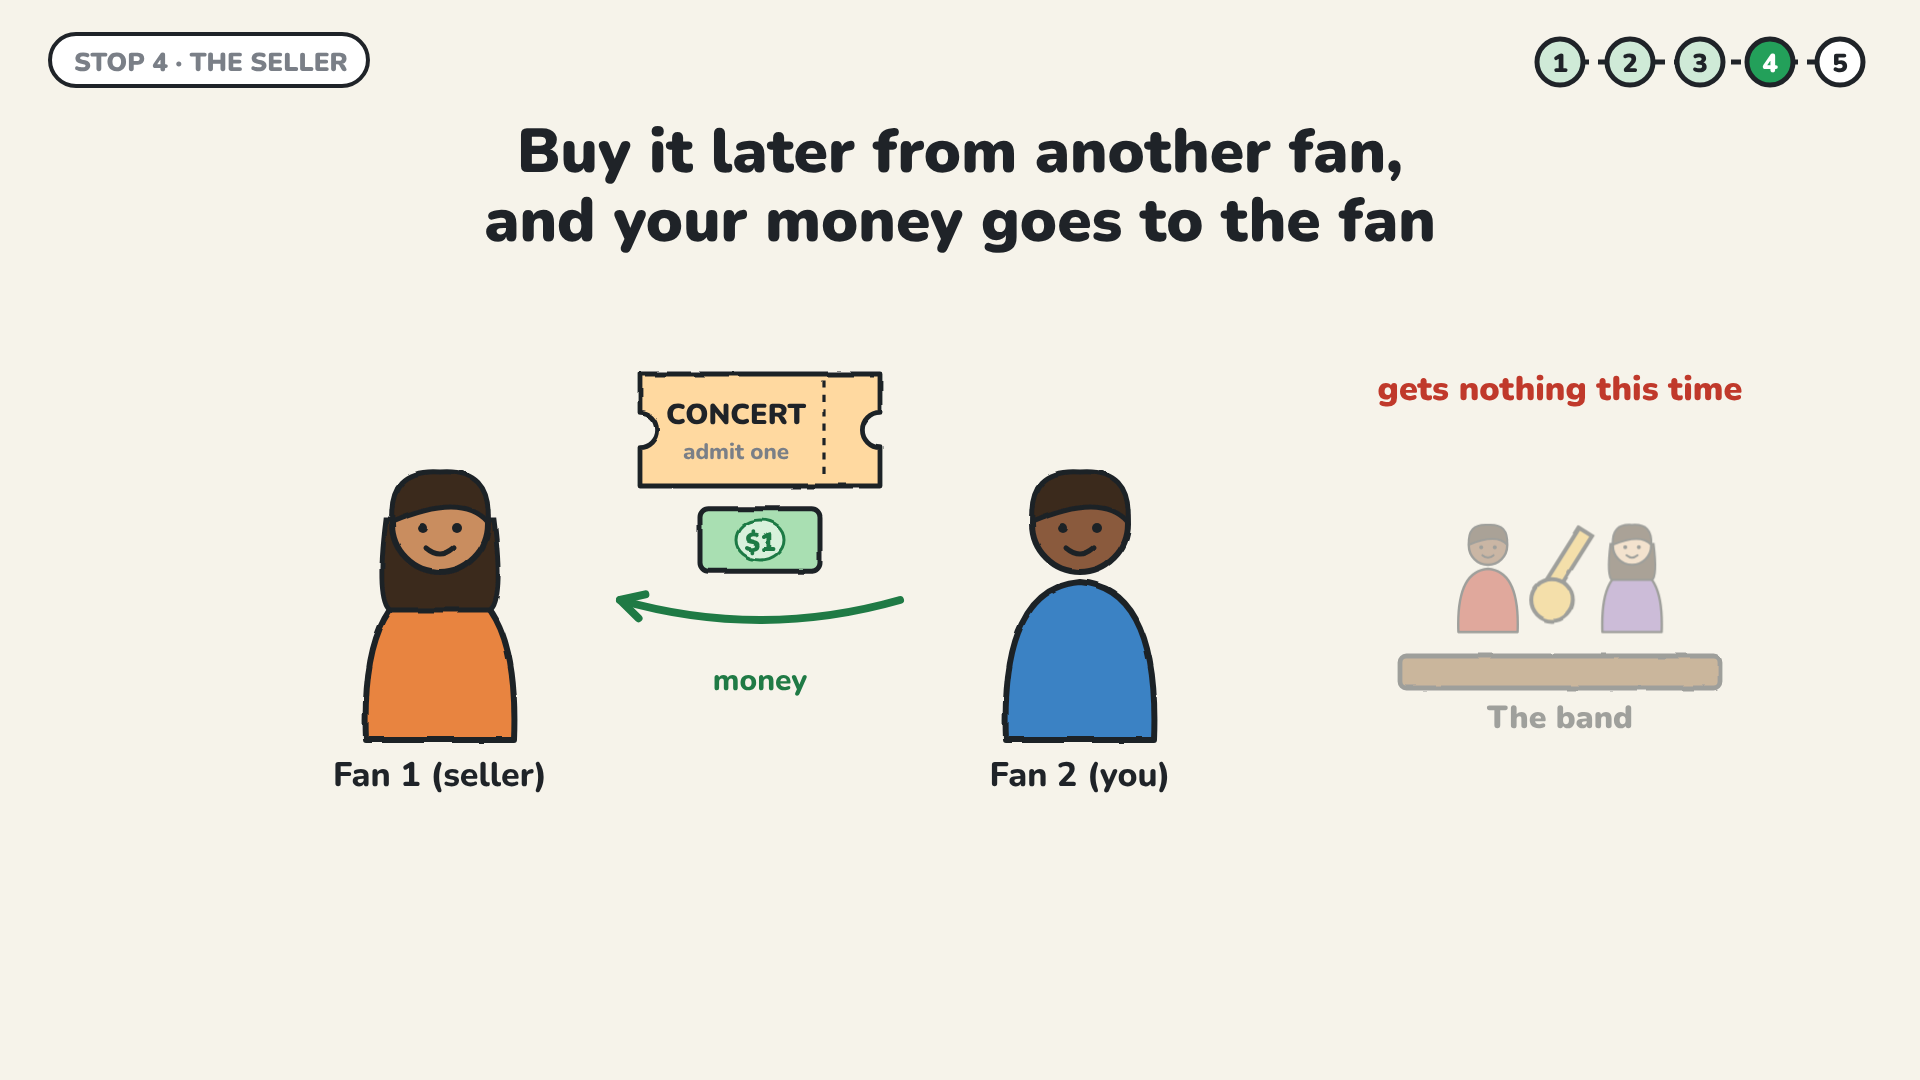 STOP 4 · THE SELLER
1 2 3 4 5
Buy it later from another fan,
and your money goes to the fan
gets nothing this time
CONCERT
admit one
$1
money
The band
Fan 1 (seller)
Fan 2 (you)